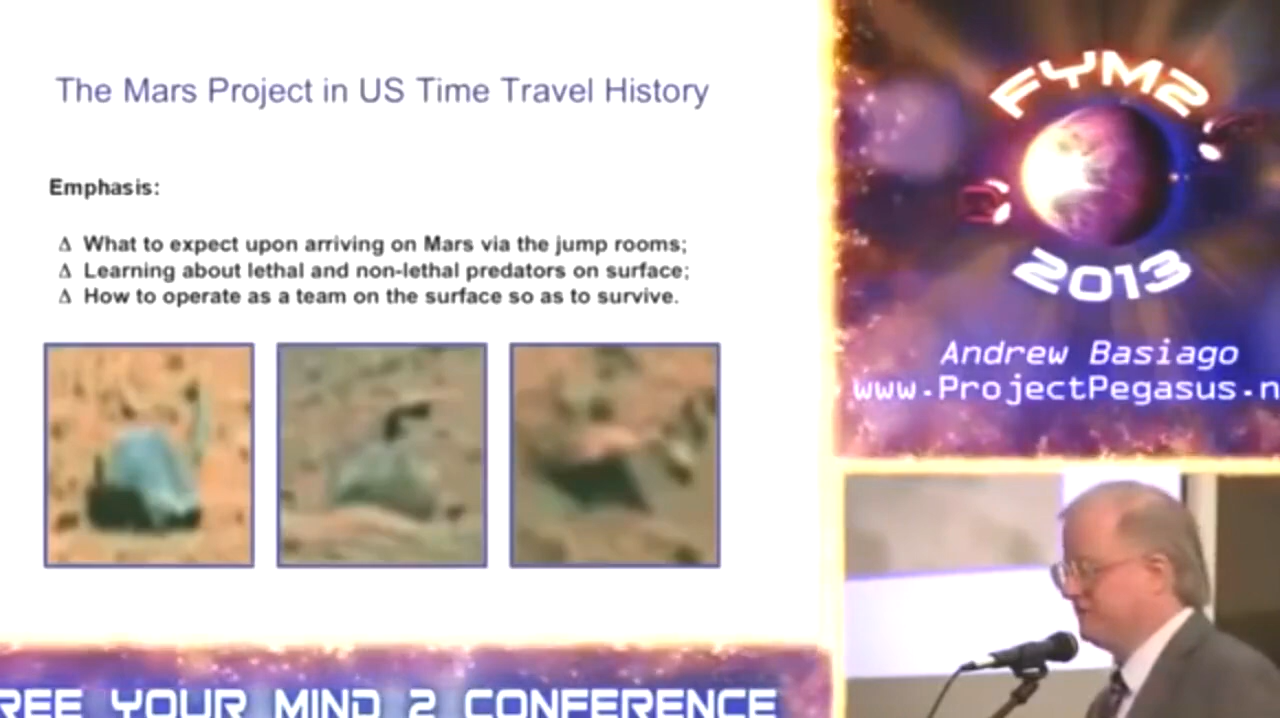 The Mars Project in US Time Travel History
Emphasis:
Δ What to expect upon arriving on Mars via the jump rooms;
Δ Learning about lethal and non-lethal predators on surface;
Δ How to operate as a team on the surface so as to survive.
FYM2
2013
Andrew Basiago
www.ProjectPegasus.n
REE YOUR MIND 2 CONFERENCE